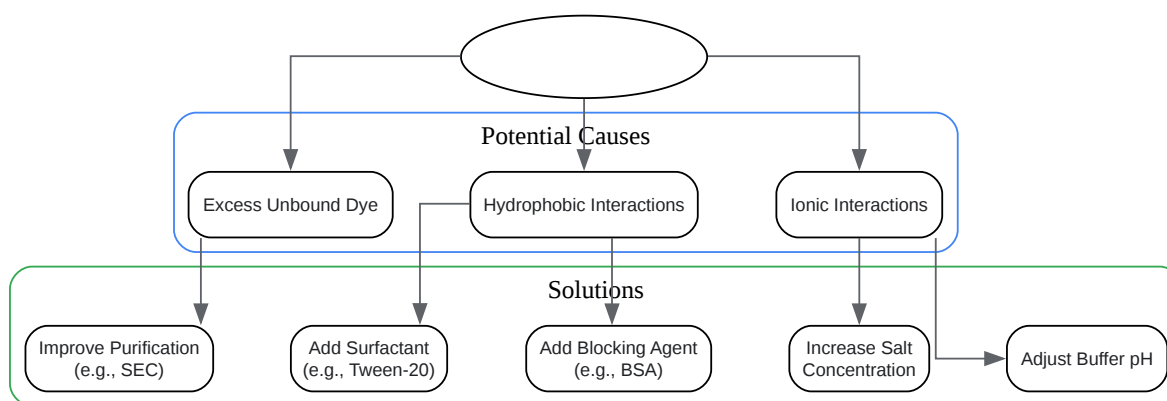 Potential Causes
Excess Unbound Dye
Hydrophobic Interactions
Ionic Interactions
Solutions
Improve Purification
(e.g., SEC)
Add Surfactant
(e.g., Tween-20)
Add Blocking Agent
(e.g., BSA)
Increase Salt
Concentration
Adjust Buffer pH